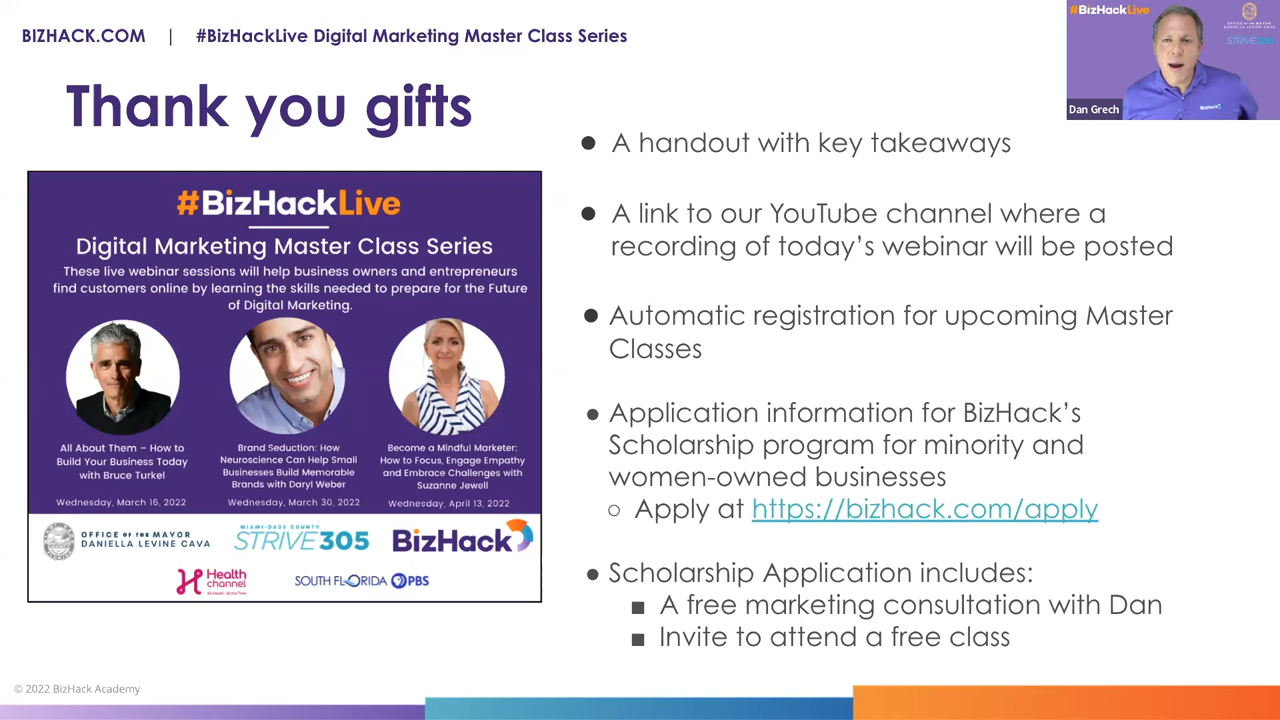 BIZHACK.COM | #BizHackLive Digital Marketing Master Class Series
#BizHackLive
STRIVE305
Dan Grech
BizHack
Thank you gifts
#BizHackLive
Digital Marketing Master Class Series
These live webinar sessions will help business owners and entrepreneurs
find customers online by learning the skills needed to prepare for the Future
of Digital Marketing.
All About Them – How to
Build Your Business Today
with Bruce Turkel
Wednesday, March 16, 2022
Brand Seduction: How
Neuroscience Can Help Small
Businesses Build Memorable
Brands with Daryl Weber
Wednesday, March 30, 2022
Become a Mindful Marketer:
How to Focus, Engage Empathy
and Embrace Challenges with
Suzanne Jewell
Wednesday, April 13, 2022
OFFICE OF THE MAYOR
DANIELLA LEVINE CAVA
MIAMI-DADE COUNTY
STRIVE305
BizHack
Health
channel
All Health. All the Time
SOUTH FLORIDA PBS
● A handout with key takeaways
● A link to our YouTube channel where a
recording of today's webinar will be posted
● Automatic registration for upcoming Master
Classes
● Application information for BizHack's
Scholarship program for minority and
women-owned businesses
○ Apply at https://bizhack.com/apply
● Scholarship Application includes:
■ A free marketing consultation with Dan
■ Invite to attend a free class
© 2022 BizHack Academy